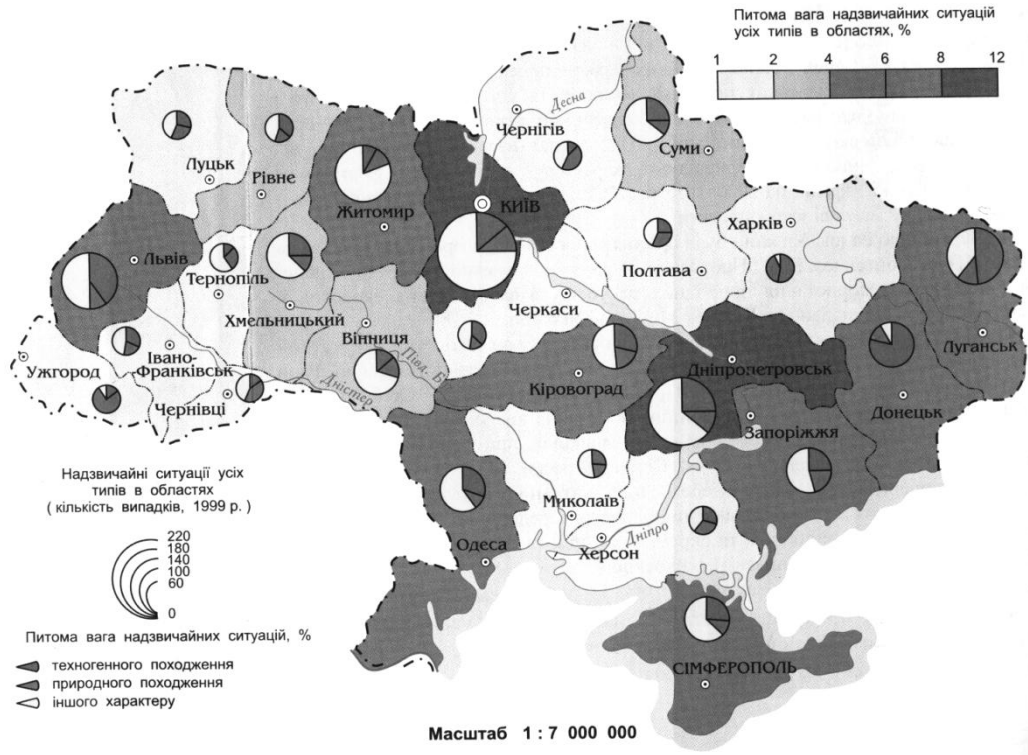 Питома вага надзвичайних ситуацій
усіх типів в областях, %
1 2 4 6 8 12
Десна
Чернігів
Суми
Луцьк
Рівне
Житомир
КИЇВ
Харків
Львів
Тернопіль
Полтава
Хмельницький
Черкаси
Вінниця
Луганськ
Ужгород
Івано-
Франківськ
Півд. Б
Дніпропетровськ
Кіровоград
Чернівці
Дністер
Донецьк
Запоріжжя
Надзвичайні ситуації усіх
типів в областях
( кількість випадків, 1999 р. )
220
180
140
100
60
0
Миколаїв
Одеса
Херсон
Дніпро
Питома вага надзвичайних ситуацій, %
техногенного походження
природного походження
іншого характеру
СІМФЕРОПОЛЬ
Масштаб 1 : 7 000 000